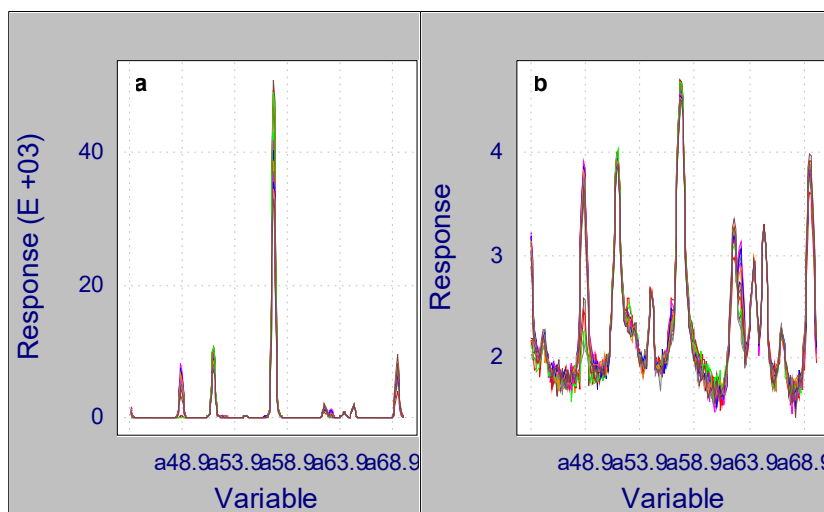 a
Response (E +03)
40
20
0
a48.9a53.9a58.9a63.9a68.9
Variable
b
Response
4
3
2
a48.9a53.9a58.9a63.9a68.9
Variable